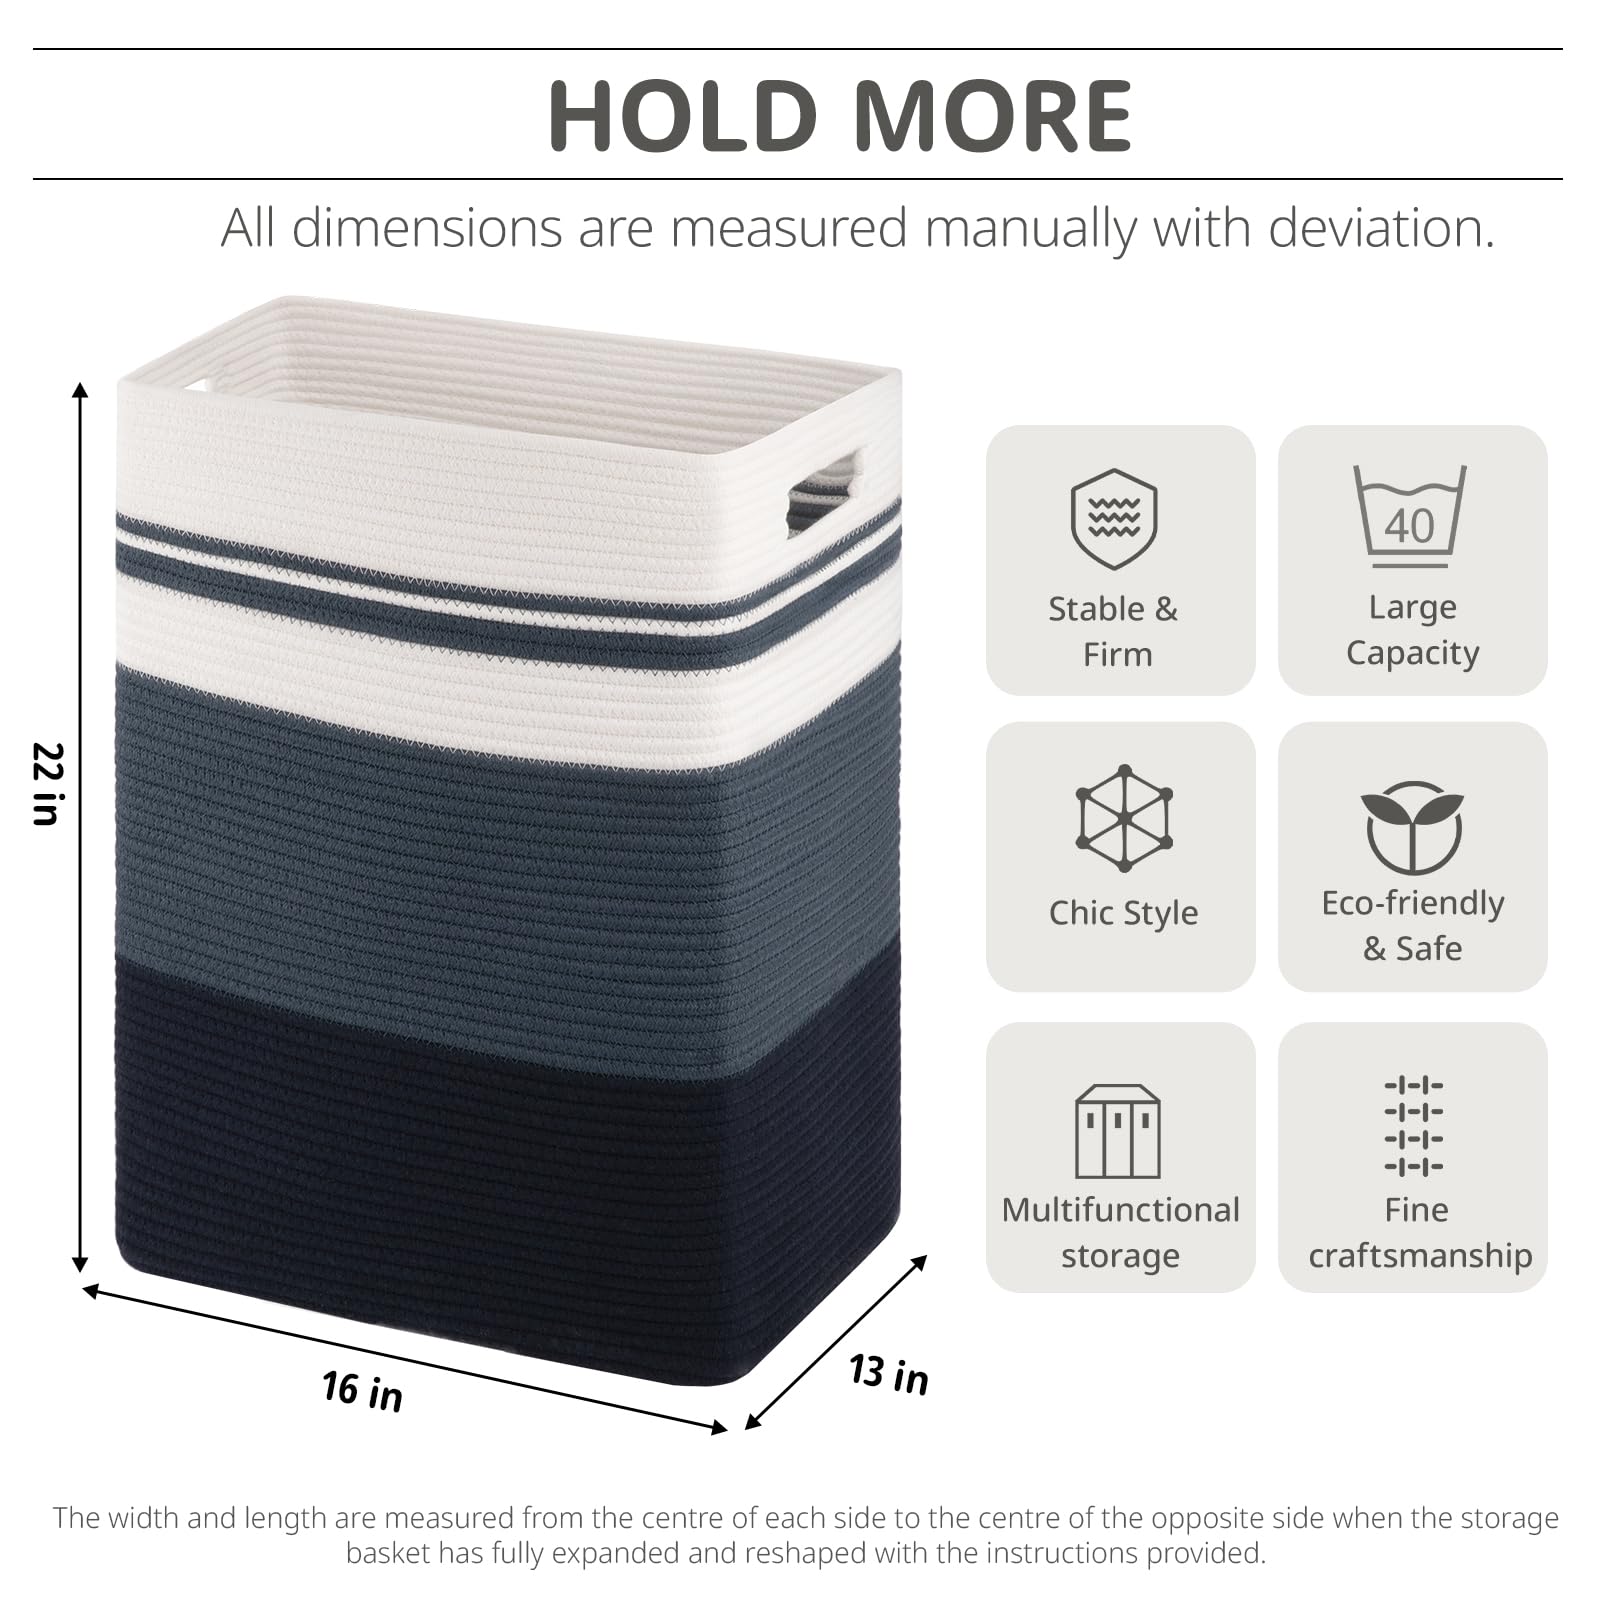 HOLD MORE
All dimensions are measured manually with deviation.
40
Stable &
Firm
Large
Capacity
22 in
Chic Style
Eco-friendly
& Safe
Multifunctional
storage
Fine
craftsmanship
16 in
13 in
The width and length are measured from the centre of each side to the centre of the opposite side when the storage
basket has fully expanded and reshaped with the instructions provided.